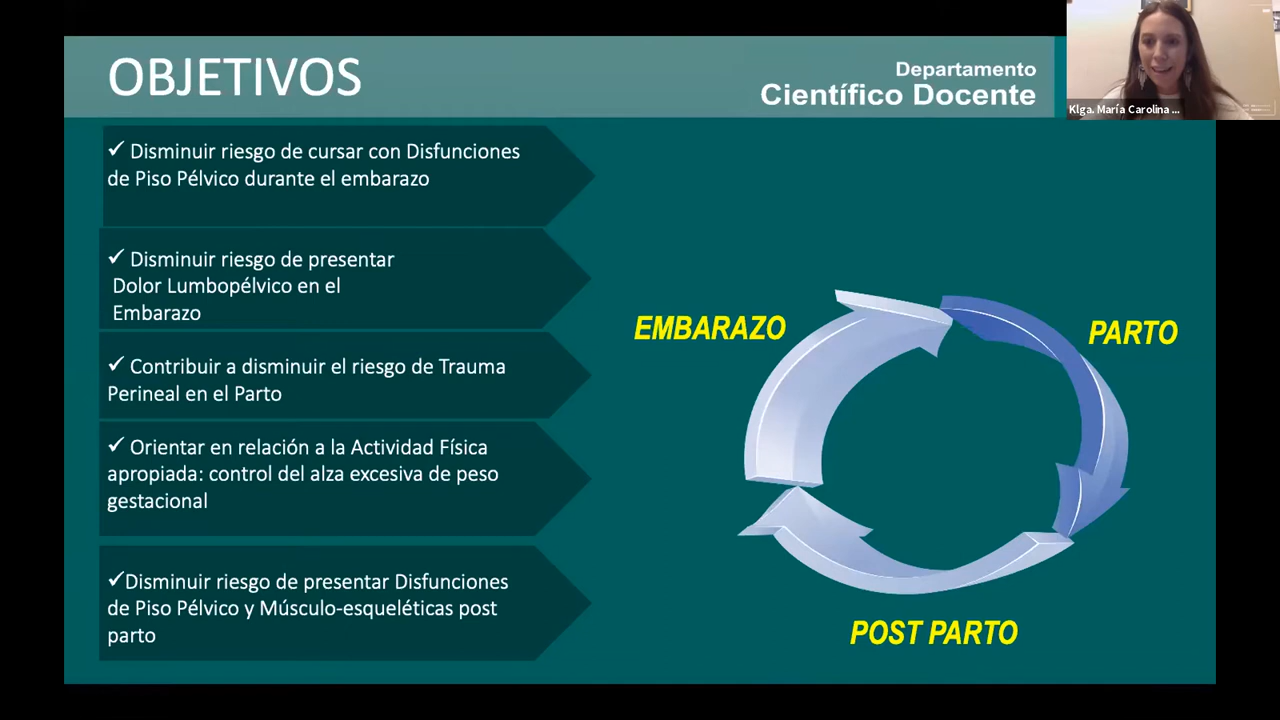 OBJETIVOS
Departamento
Científico Docente
Klga. María Carolina ...
✓ Disminuir riesgo de cursar con Disfunciones
de Piso Pélvico durante el embarazo
✓ Disminuir riesgo de presentar
Dolor Lumbopélvico en el
Embarazo
✓ Contribuir a disminuir el riesgo de Trauma
Perineal en el Parto
✓ Orientar en relación a la Actividad Física
apropiada: control del alza excesiva de peso
gestacional
✓Disminuir riesgo de presentar Disfunciones
de Piso Pélvico y Músculo-esqueléticas post
parto
EMBARAZO
PARTO
POST PARTO